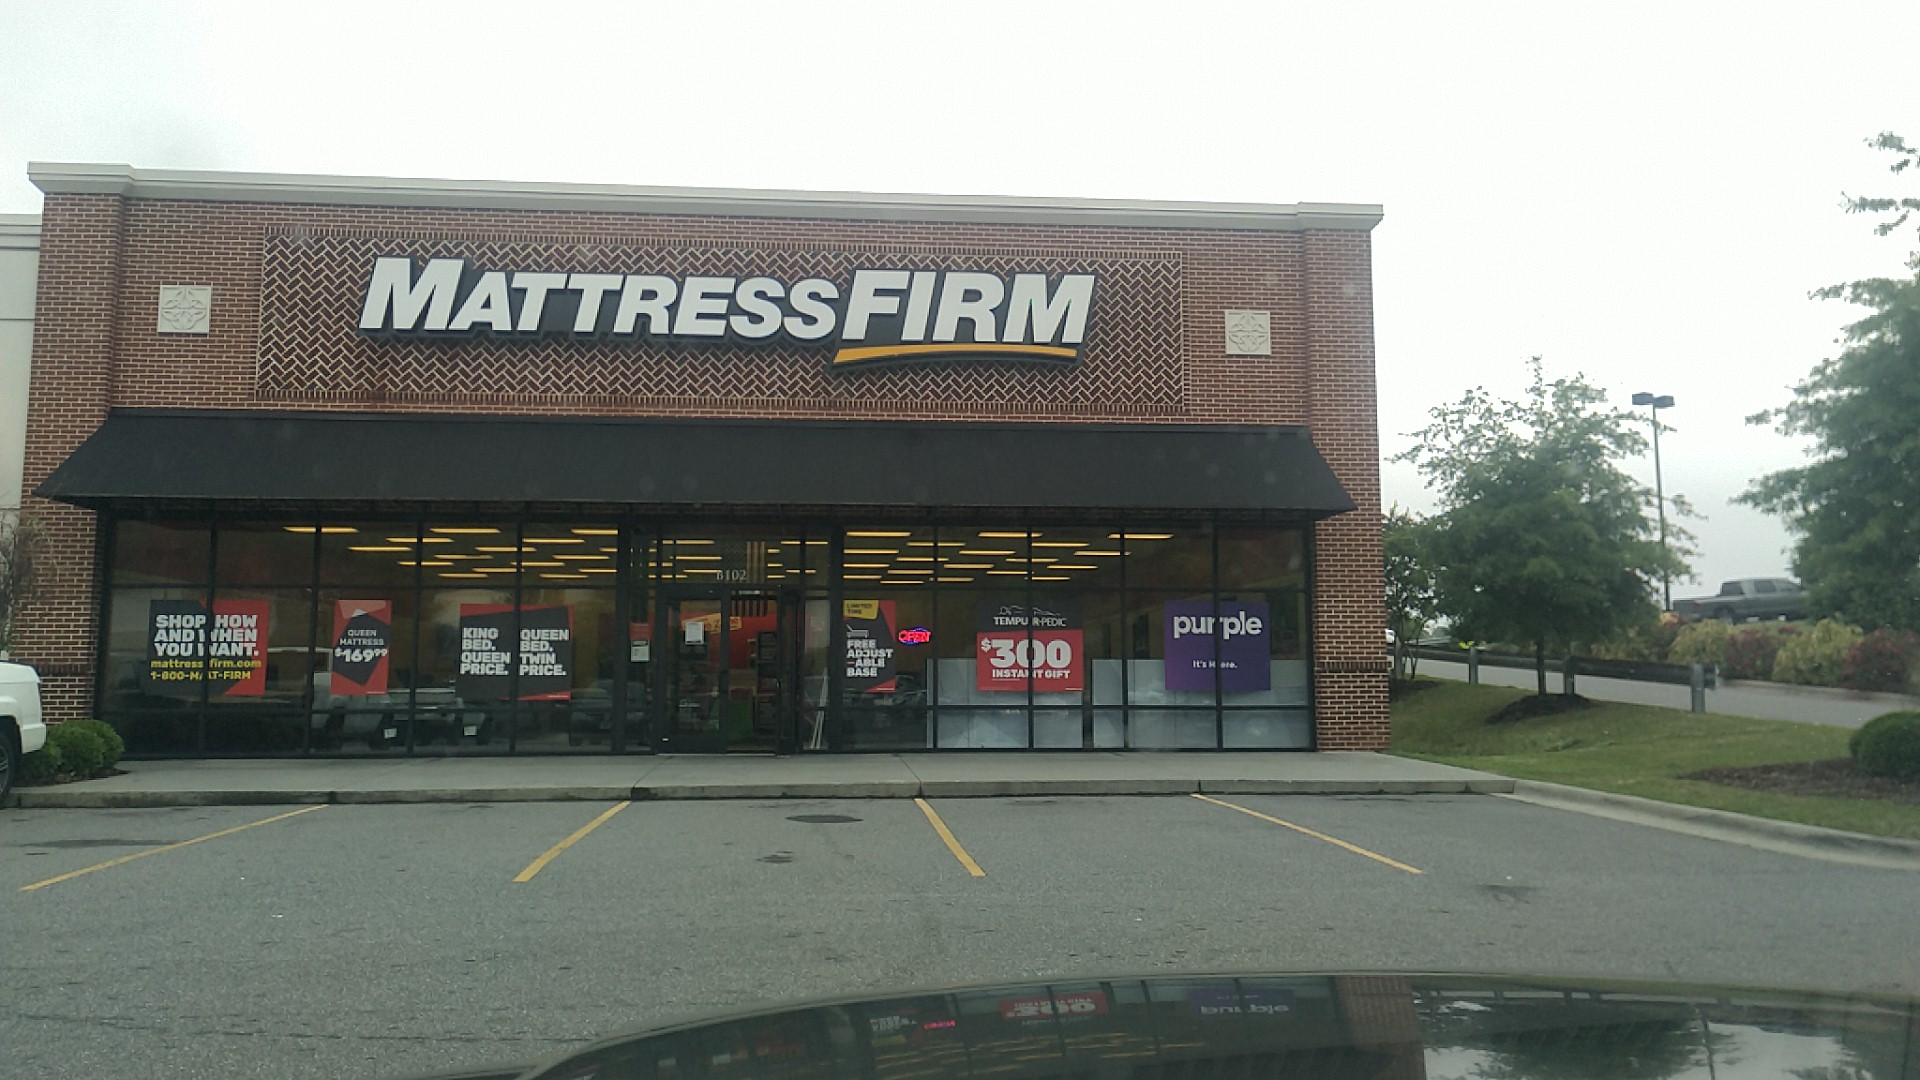 MATTRESSFIRM
B102
SHOP HOW
AND WHEN
YOU WANT.
mattressfirm.com
1-800-MAT-FIRM
QUEEN
MATTRESS
$169.99
KING
BED.
QUEEN
PRICE.
QUEEN
BED.
TWIN
PRICE.
LIMITED
TIME
FREE
ADJUST
-ABLE
BASE
OPEN
TEMPUR-PEDIC
$300
INSTANT GIFT
purple
It's Here.